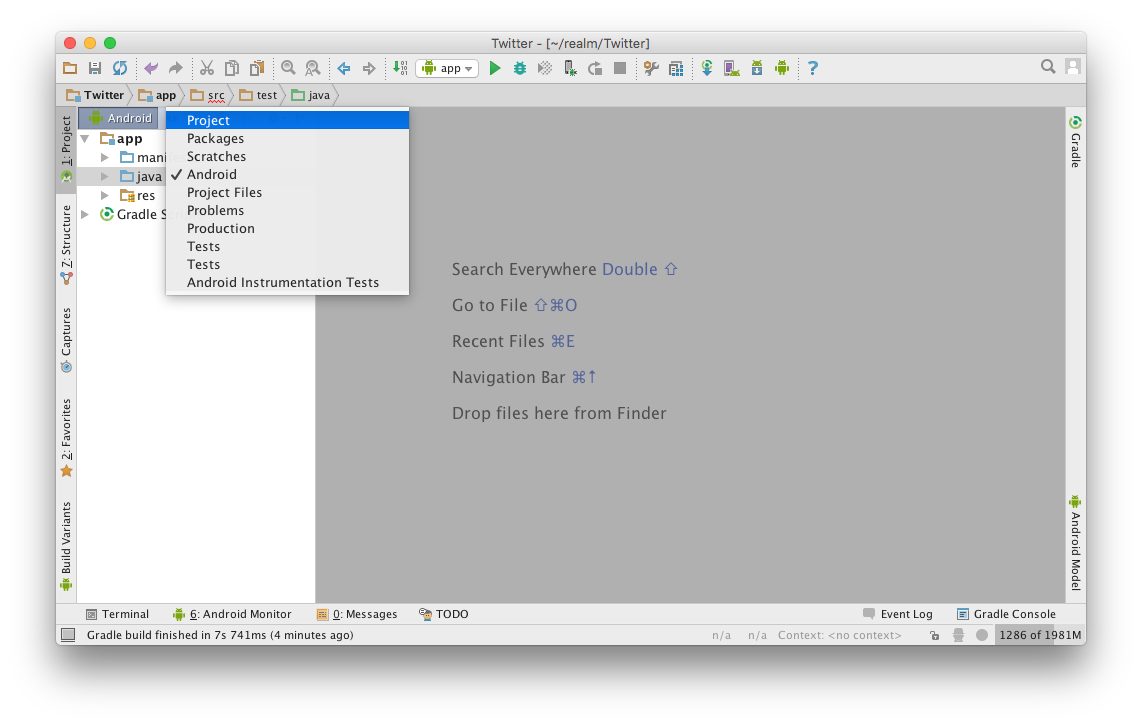 Twitter - [~/realm/Twitter]
app
?
Twitter app src test java
Android
Project
Packages
Scratches
Android
Project Files
Problems
Production
Tests
Tests
Android Instrumentation Tests
app
java
res
Gradle
1: Project
7: Structure
Captures
2: Favorites
Build Variants
Search Everywhere Double ⇧
Go to File ⇧⌘O
Recent Files ⌘E
Navigation Bar ⌘↑
Drop files here from Finder
Gradle
Android Model
Terminal 6: Android Monitor 0: Messages TODO Event Log Gradle Console
Gradle build finished in 7s 741ms (4 minutes ago) n/a n/a Context: <no context> 1286 of 1981M